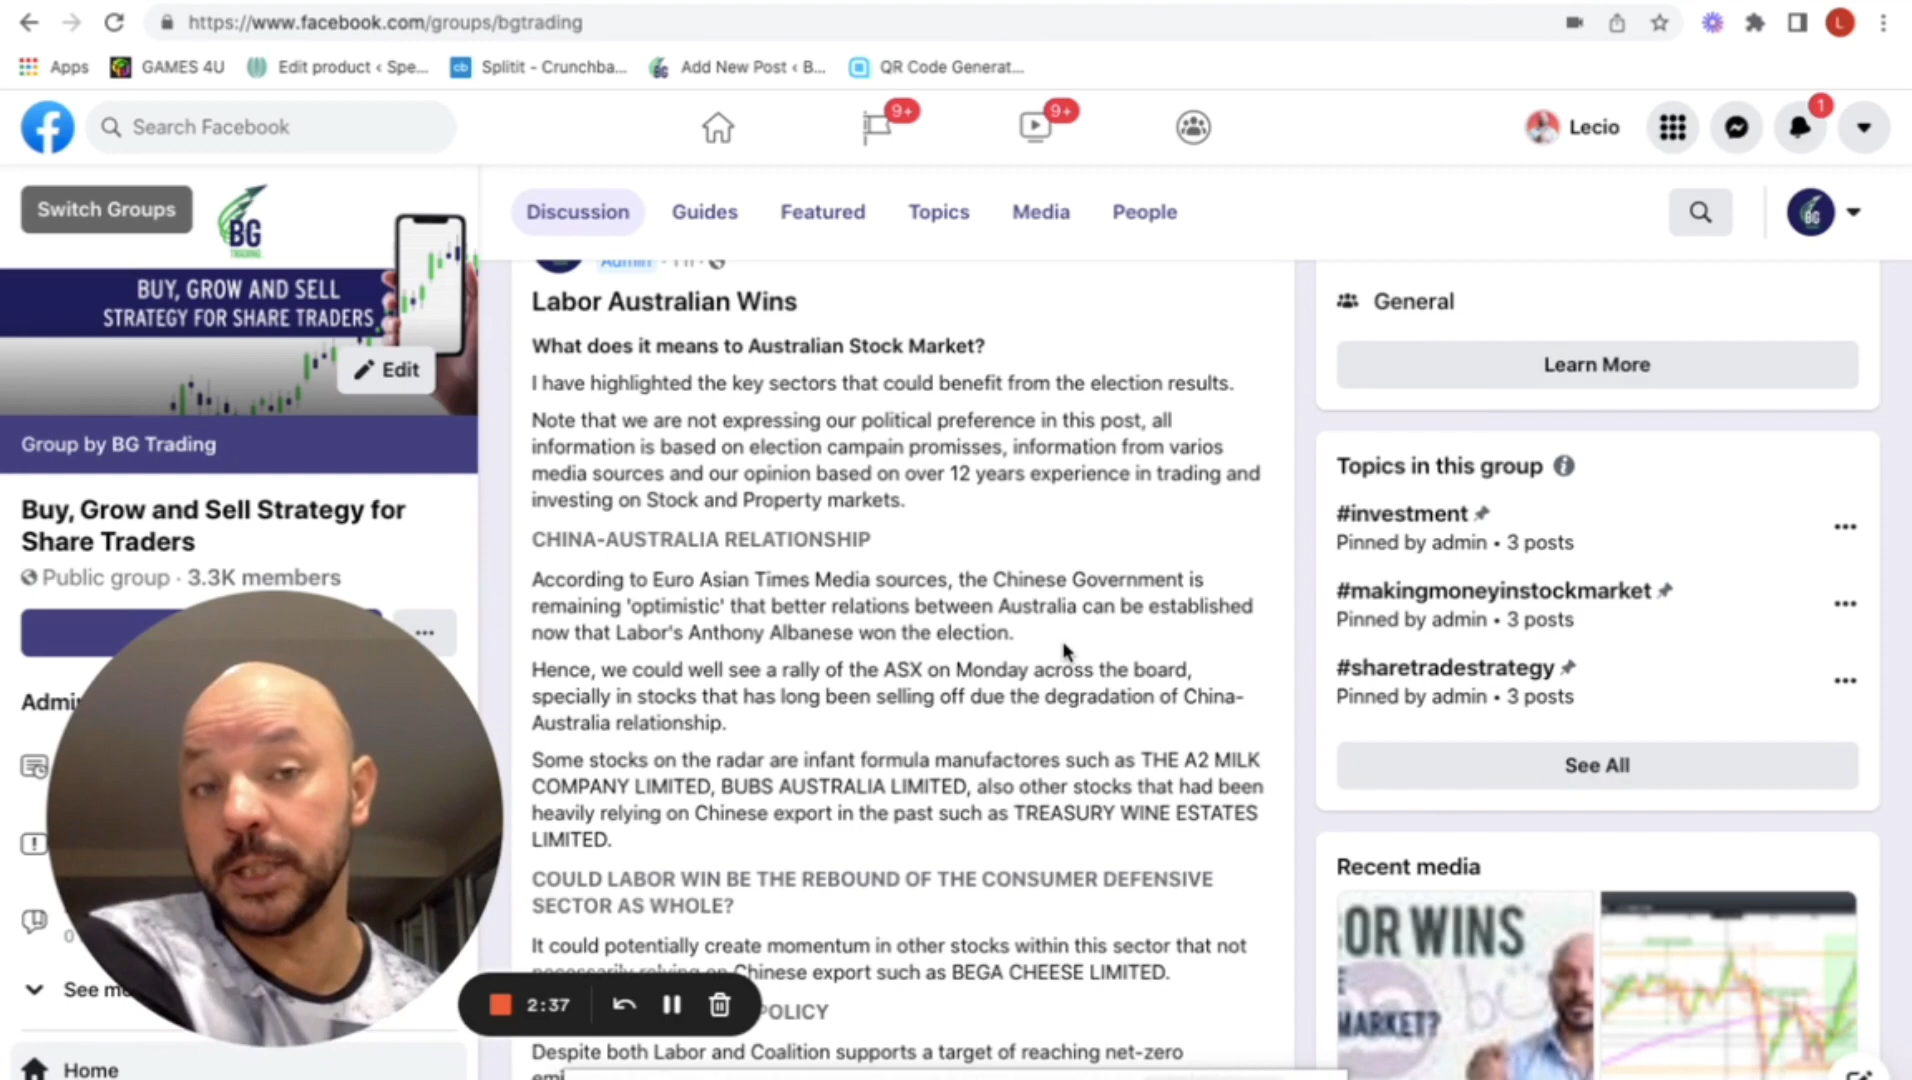 https://www.facebook.com/groups/bgtrading
L
Apps
GAMES 4U
Edit product ‹ Spe...
cb
Splitit - Crunchba...
Add New Post ‹ B...
QR Code Generat...
Search Facebook
9+
9+
Lecio
1
Switch Groups
BG
TRADING
BUY, GROW AND SELL
STRATEGY FOR SHARE TRADERS
Edit
Group by BG Trading
Buy, Grow and Sell Strategy for
Share Traders
Public group · 3.3K members
Admi
0
See mo
Home
Discussion
Guides
Featured
Topics
Media
People
BG
Admin · 1 h ·
Labor Australian Wins
What does it means to Australian Stock Market?
I have highlighted the key sectors that could benefit from the election results.
Note that we are not expressing our political preference in this post, all
information is based on election campain promisses, information from varios
media sources and our opinion based on over 12 years experience in trading and
investing on Stock and Property markets.
CHINA-AUSTRALIA RELATIONSHIP
According to Euro Asian Times Media sources, the Chinese Government is
remaining 'optimistic' that better relations between Australia can be established
now that Labor's Anthony Albanese won the election.
Hence, we could well see a rally of the ASX on Monday across the board,
specially in stocks that has long been selling off due the degradation of China-
Australia relationship.
Some stocks on the radar are infant formula manufactores such as THE A2 MILK
COMPANY LIMITED, BUBS AUSTRALIA LIMITED, also other stocks that had been
heavily relying on Chinese export in the past such as TREASURY WINE ESTATES
LIMITED.
COULD LABOR WIN BE THE REBOUND OF THE CONSUMER DEFENSIVE
SECTOR AS WHOLE?
It could potentially create momentum in other stocks within this sector that not
necessarily relying on Chinese export such as BEGA CHEESE LIMITED.
POLICY
Despite both Labor and Coalition supports a target of reaching net-zero
emi
2:37
General
Learn More
Topics in this group
#investment
Pinned by admin • 3 posts
#makingmoneyinstockmarket
Pinned by admin • 3 posts
#sharetradestrategy
Pinned by admin • 3 posts
See All
Recent media
OR WINS
E
MARKET?